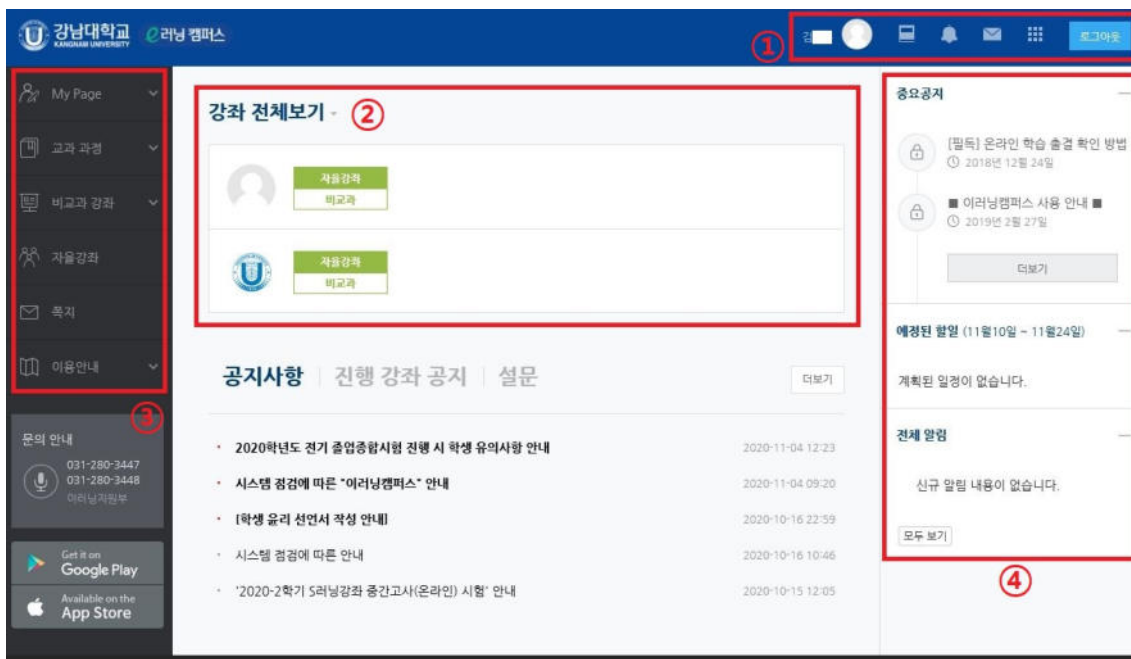 강남대학교
KANGNAM UNIVERSITY
e러닝 캠퍼스
①
김
로그아웃
My Page
교과 과정
비교과 강좌
자율강좌
쪽지
이용안내
③
문의 안내
031-280-3447
031-280-3448
이러닝지원부
Get it on
Google Play
Available on the
App Store
강좌 전체보기
②
자율강좌
비교과
자율강좌
비교과
공지사항 진행 강좌 공지 설문
더보기
· 2020학년도 전기 졸업종합시험 진행 시 학생 유의사항 안내 2020-11-04 12:23
· 시스템 점검에 따른 "이러닝캠퍼스" 안내 2020-11-04 09:20
· [학생 윤리 선언서 작성 안내] 2020-10-16 22:59
· 시스템 점검에 따른 안내 2020-10-16 10:46
· '2020-2학기 S러닝강좌 중간고사(온라인) 시험' 안내 2020-10-15 12:05
중요공지
[필독] 온라인 학습 출결 확인 방법
2018년 12월 24일
■ 이러닝캠퍼스 사용 안내 ■
2019년 2월 27일
더보기
예정된 할일 (11월10일 ~ 11월24일)
계획된 일정이 없습니다.
전체 알림
신규 알림 내용이 없습니다.
모두 보기
④